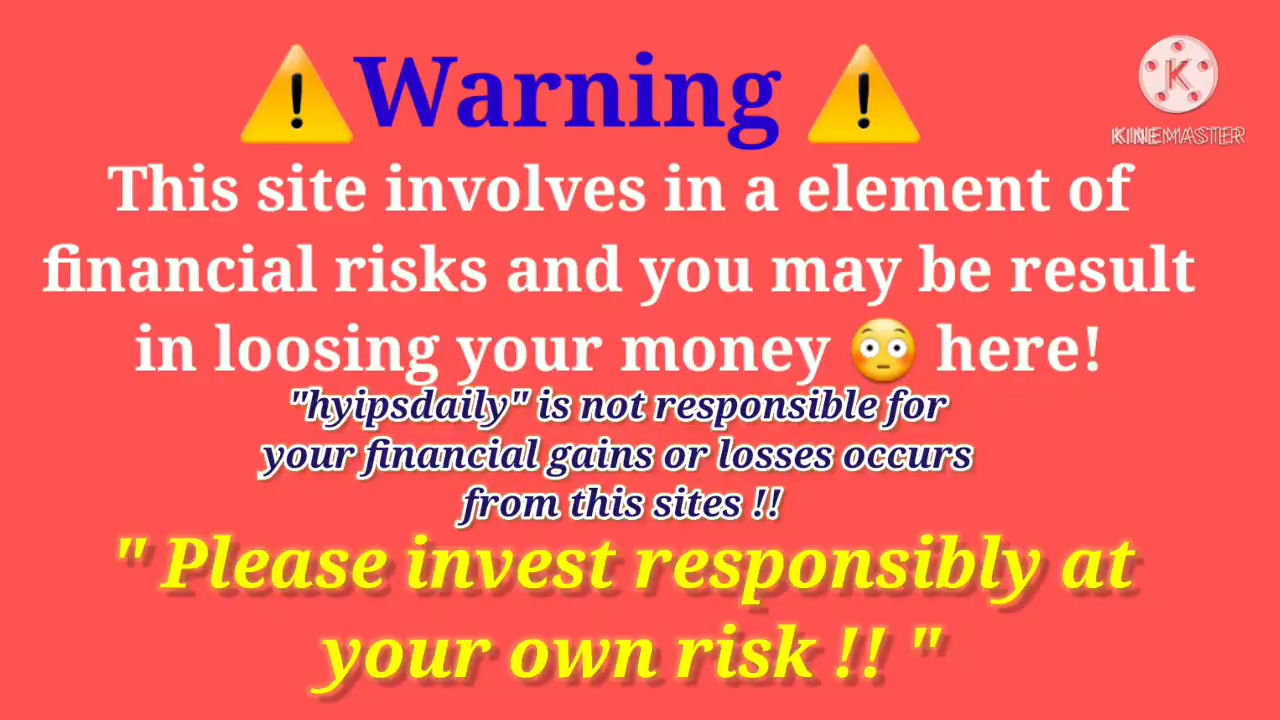 ⚠️Warning ⚠️
KINEMASTER
This site involves in a element of
financial risks and you may be result
in loosing your money 😳 here!
"hyipsdaily" is not responsible for
your financial gains or losses occurs
from this sites !!
" Please invest responsibly at
your own risk !! "